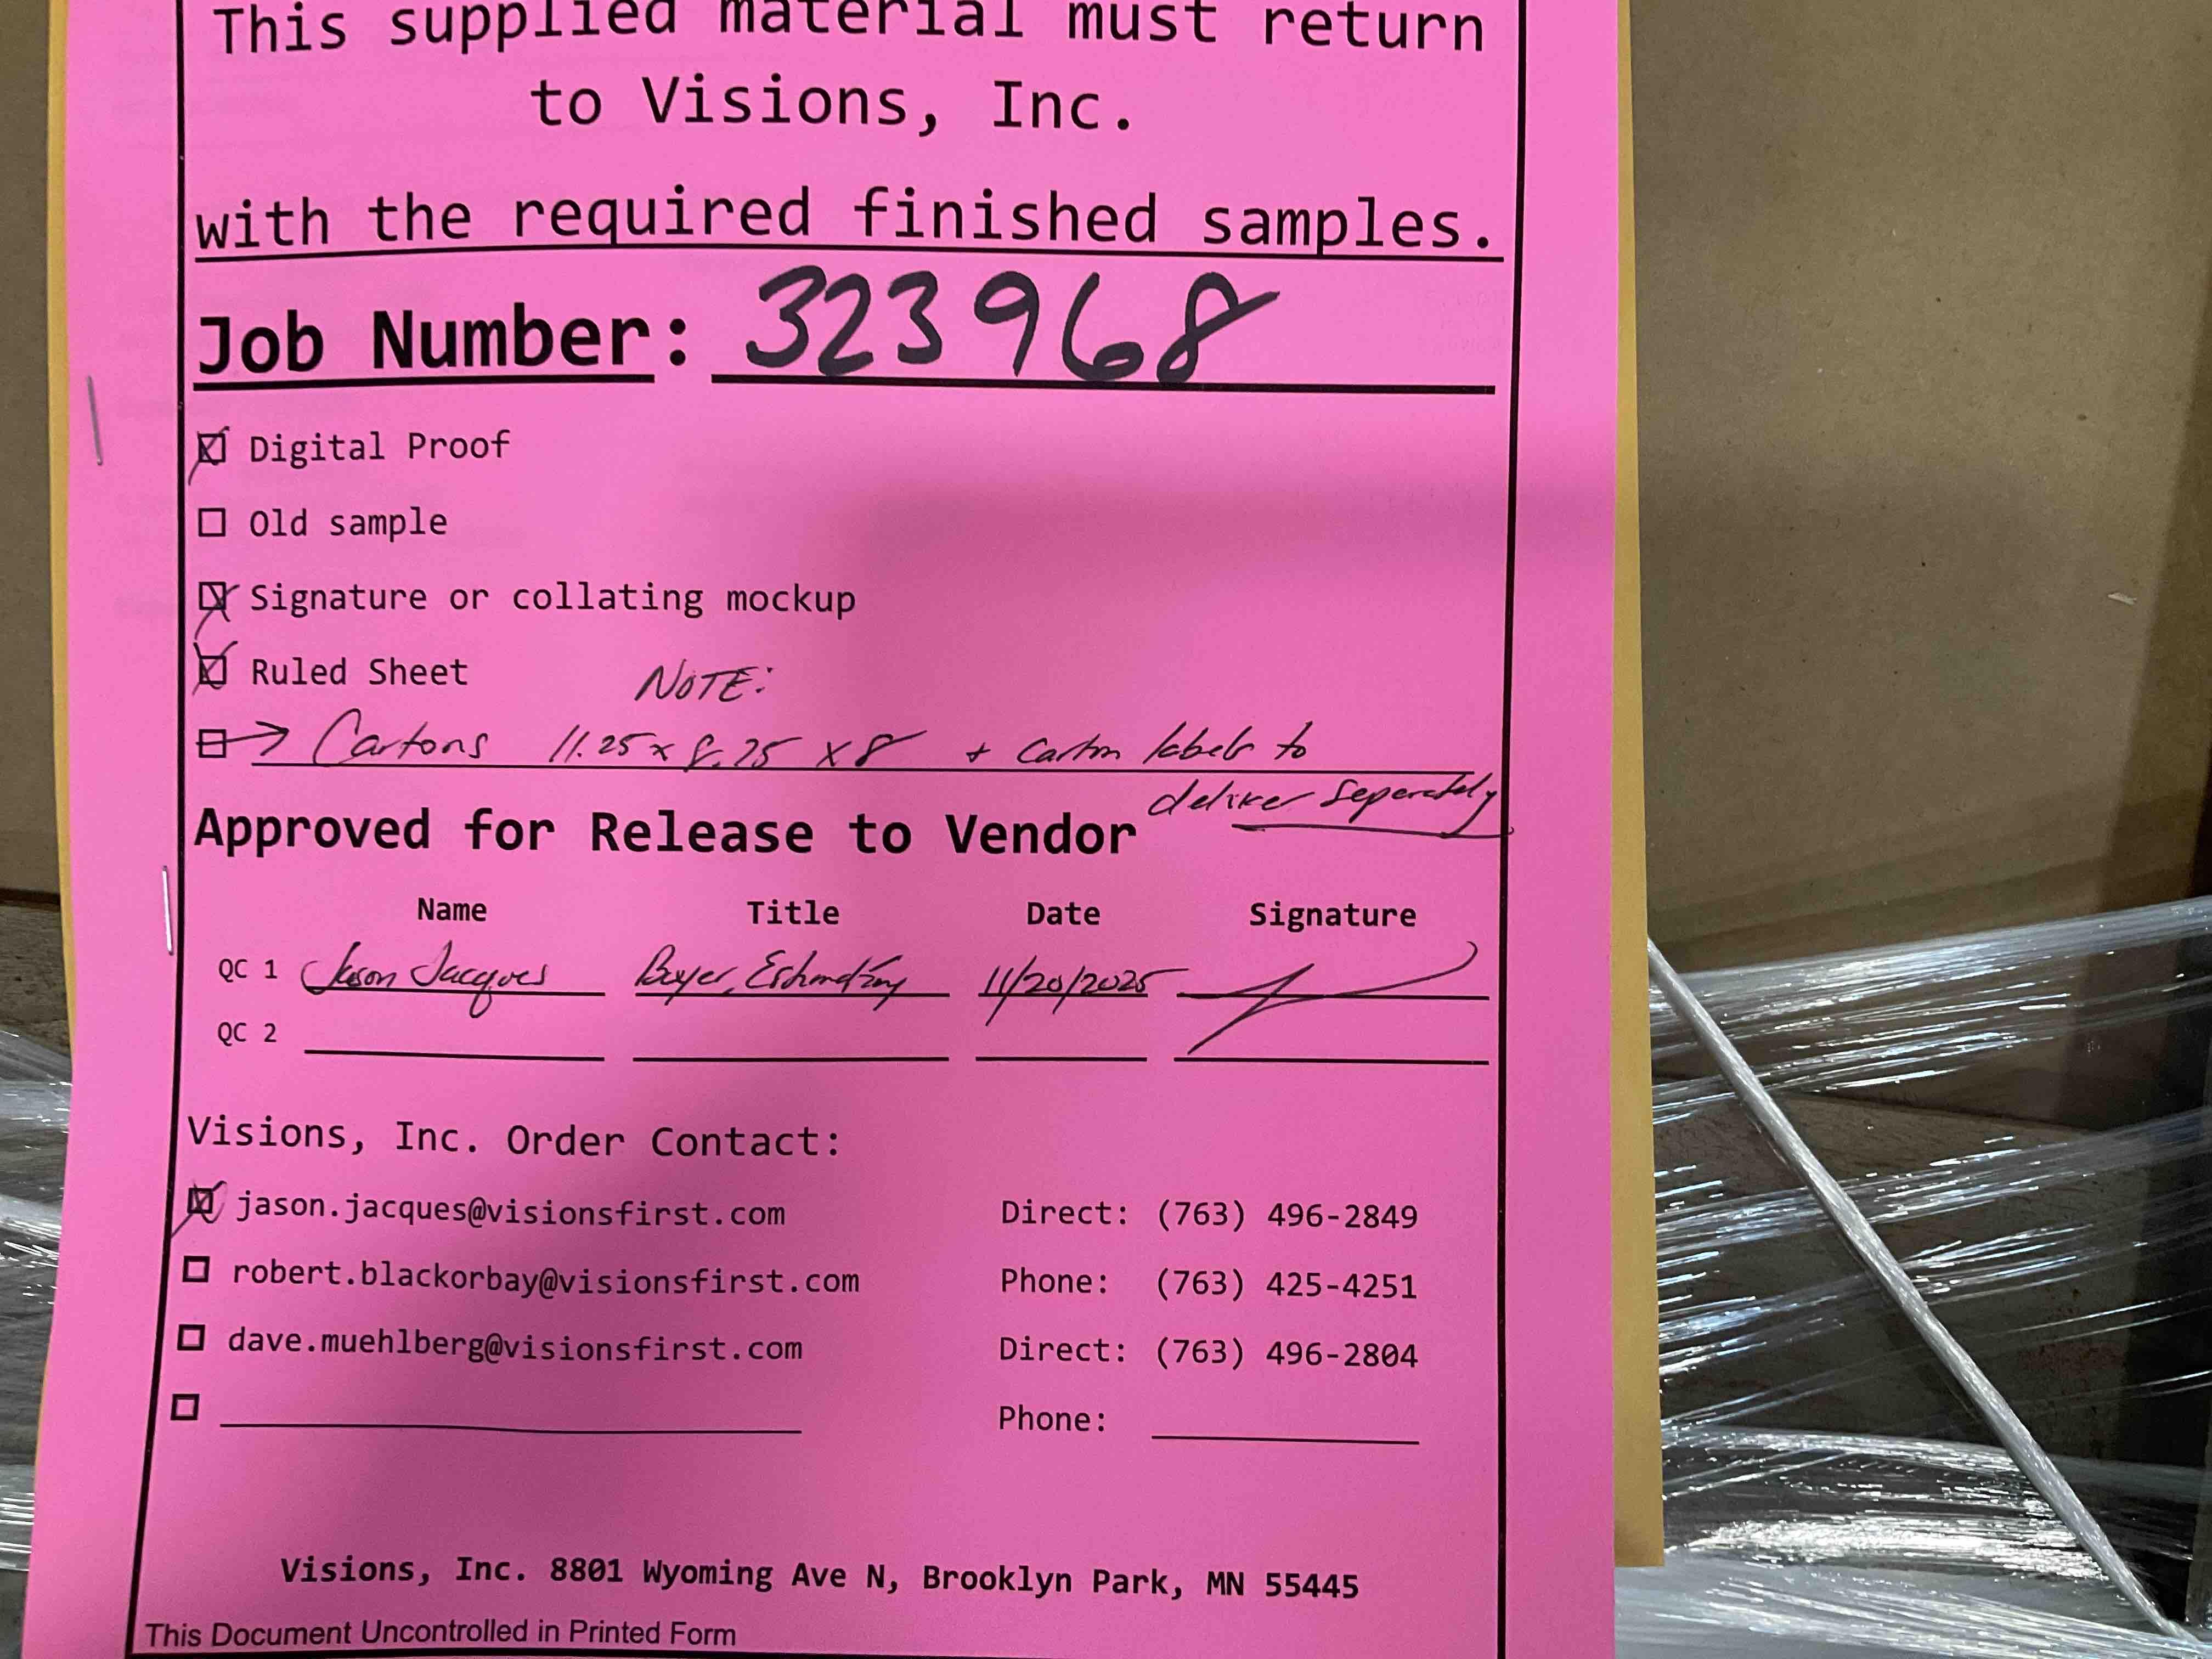 This supplied material must return
to Visions, Inc.
with the required finished samples.
Job Number: 323968
Digital Proof
Old sample
Signature or collating mockup
Ruled Sheet NOTE:
→ Cartons 11.25 x 8.75 x 8 + Carton labels to
deliver seperately
Approved for Release to Vendor
Name Title Date Signature
QC 1 Jason Jacques Buyer, Estimating 11/20/2025
QC 2
Visions, Inc. Order Contact:
jason.jacques@visionsfirst.com Direct: (763) 496-2849
robert.blackorbay@visionsfirst.com Phone: (763) 425-4251
dave.muehlberg@visionsfirst.com Direct: (763) 496-2804
Phone:
Visions, Inc. 8801 Wyoming Ave N, Brooklyn Park, MN 55445
This Document Uncontrolled in Printed Form